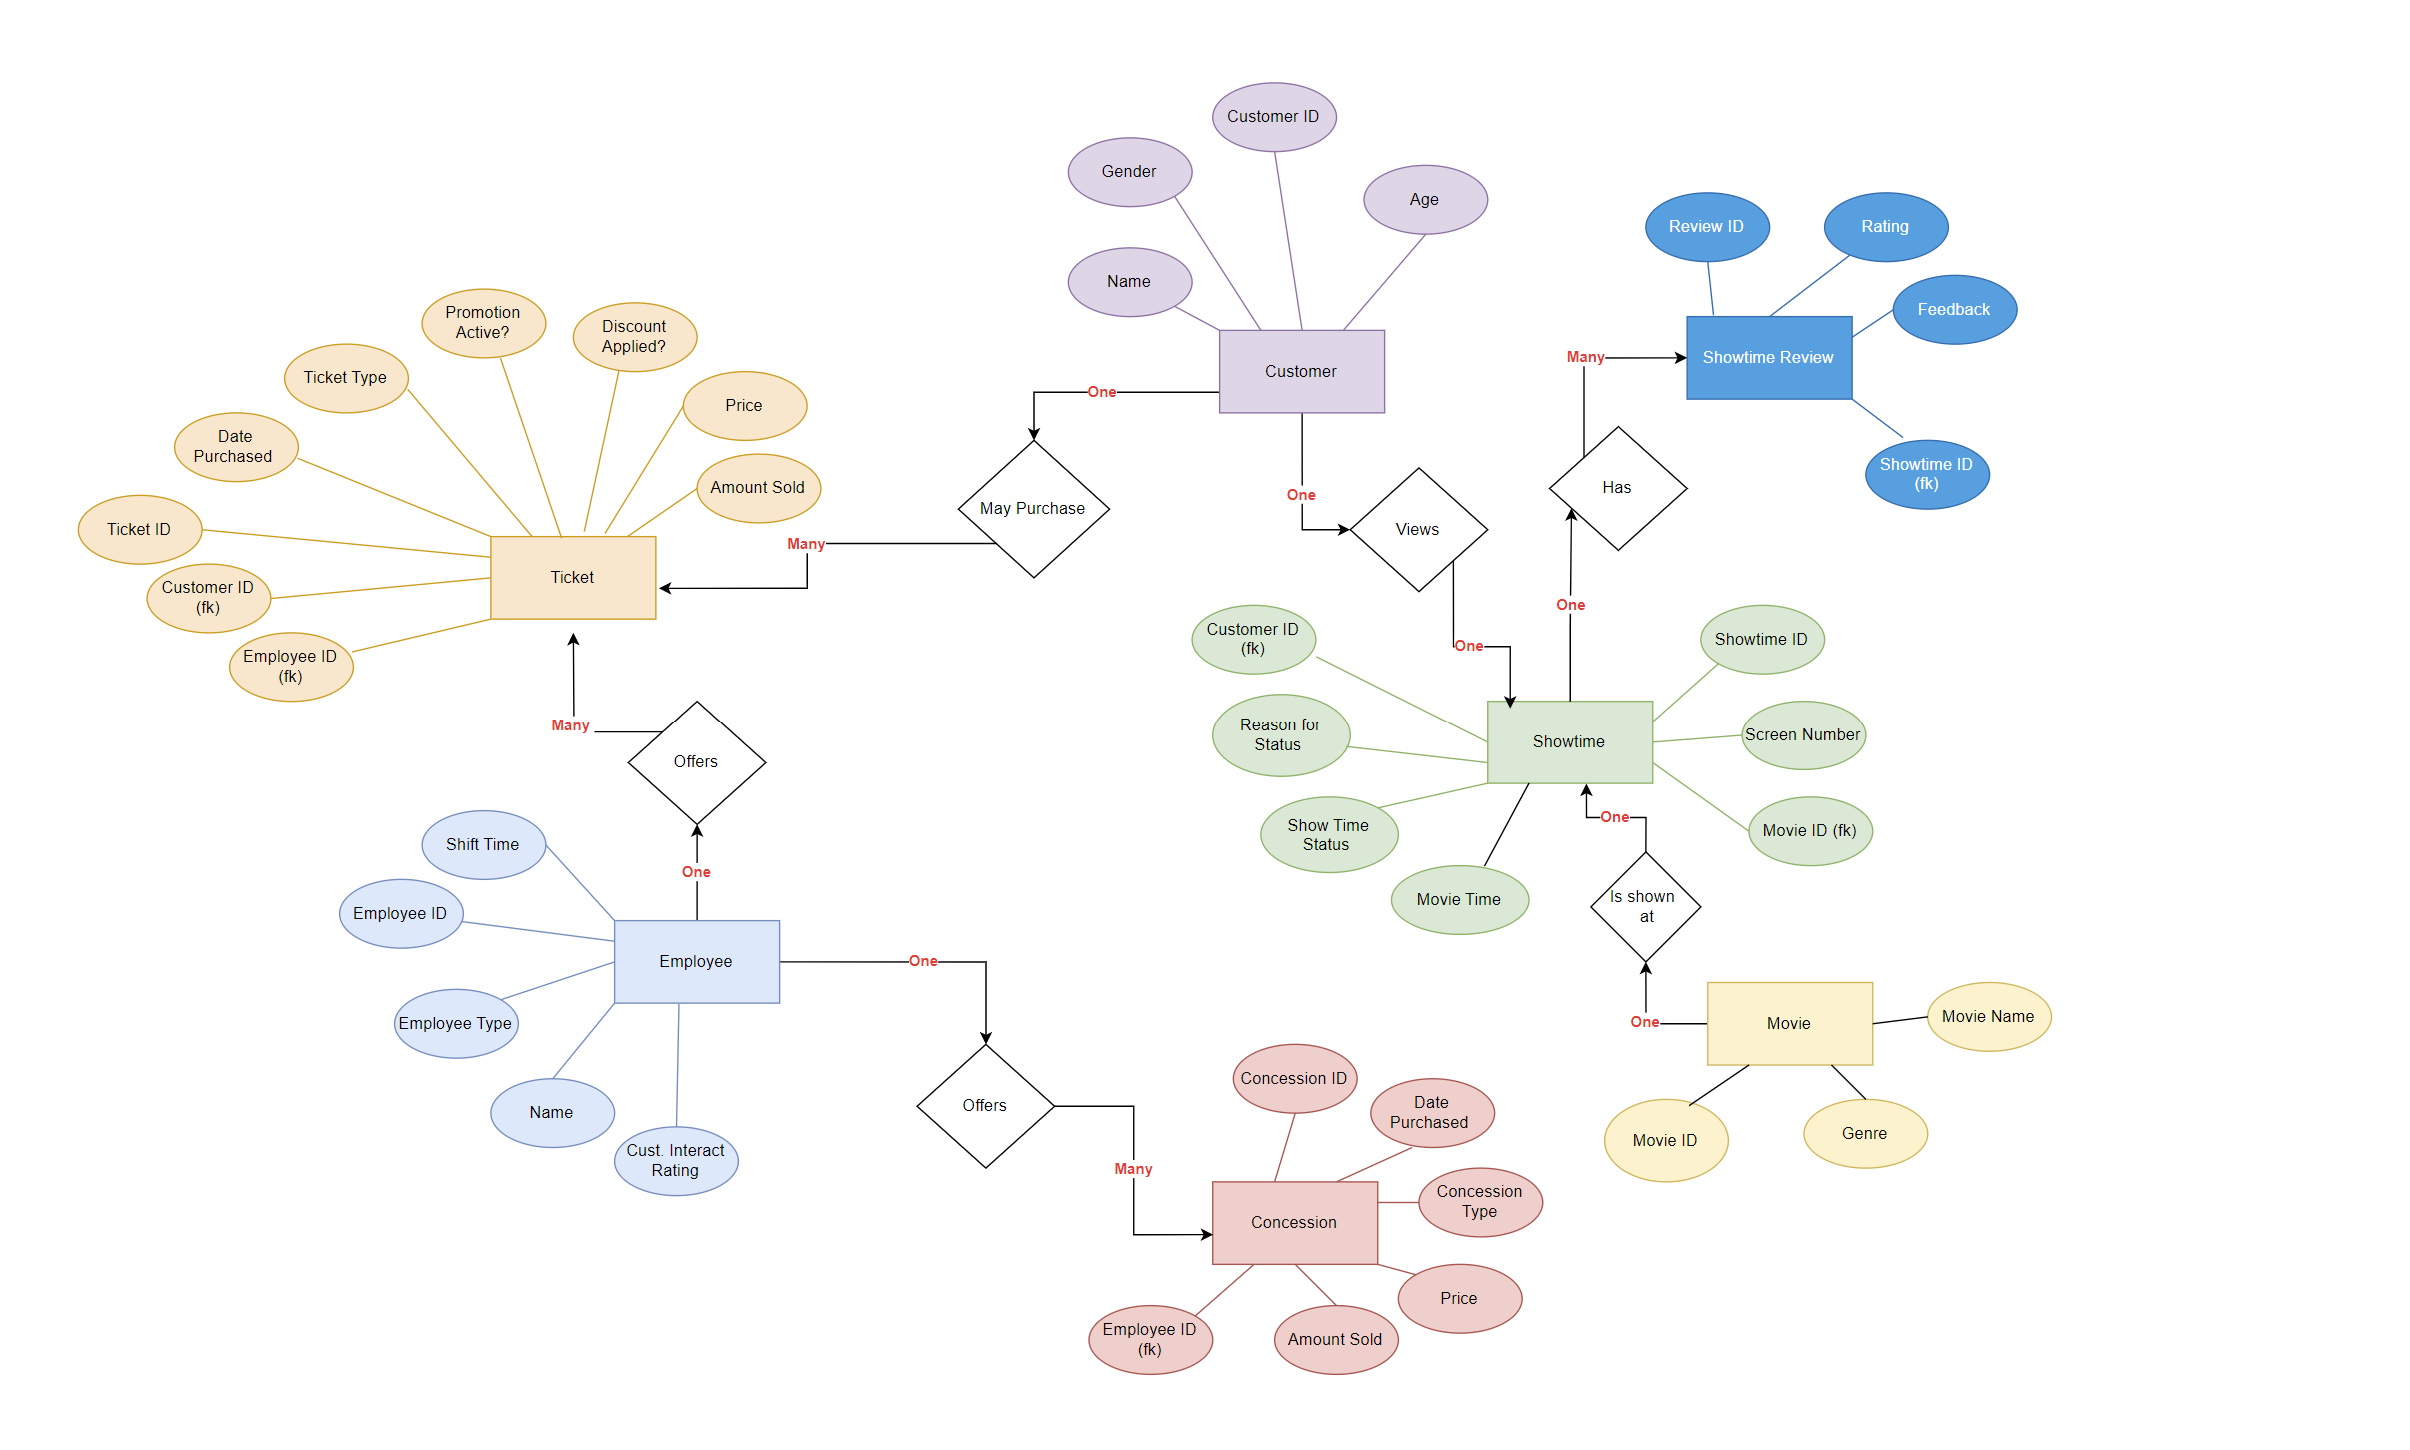 Customer ID
Gender
Age
Name
Customer
Review ID
Rating
Feedback
Showtime Review
Showtime ID
(fk)
Promotion
Active?
Discount
Applied?
Ticket Type
Price
Date
Purchased
Amount Sold
Ticket ID
Customer ID
(fk)
Employee ID
(fk)
Ticket
One
May Purchase
Many
One
Views
One
Many
Has
One
Customer ID
(fk)
Reason for
Status
Show Time
Status
Movie Time
Showtime
Showtime ID
Screen Number
Movie ID (fk)
Many
Offers
One
Shift Time
Employee ID
Employee Type
Name
Cust. Interact
Rating
Employee
One
Offers
Many
One
Is shown
at
One
Movie
Movie Name
Movie ID
Genre
Concession ID
Date
Purchased
Concession
Type
Concession
Price
Employee ID
(fk)
Amount Sold